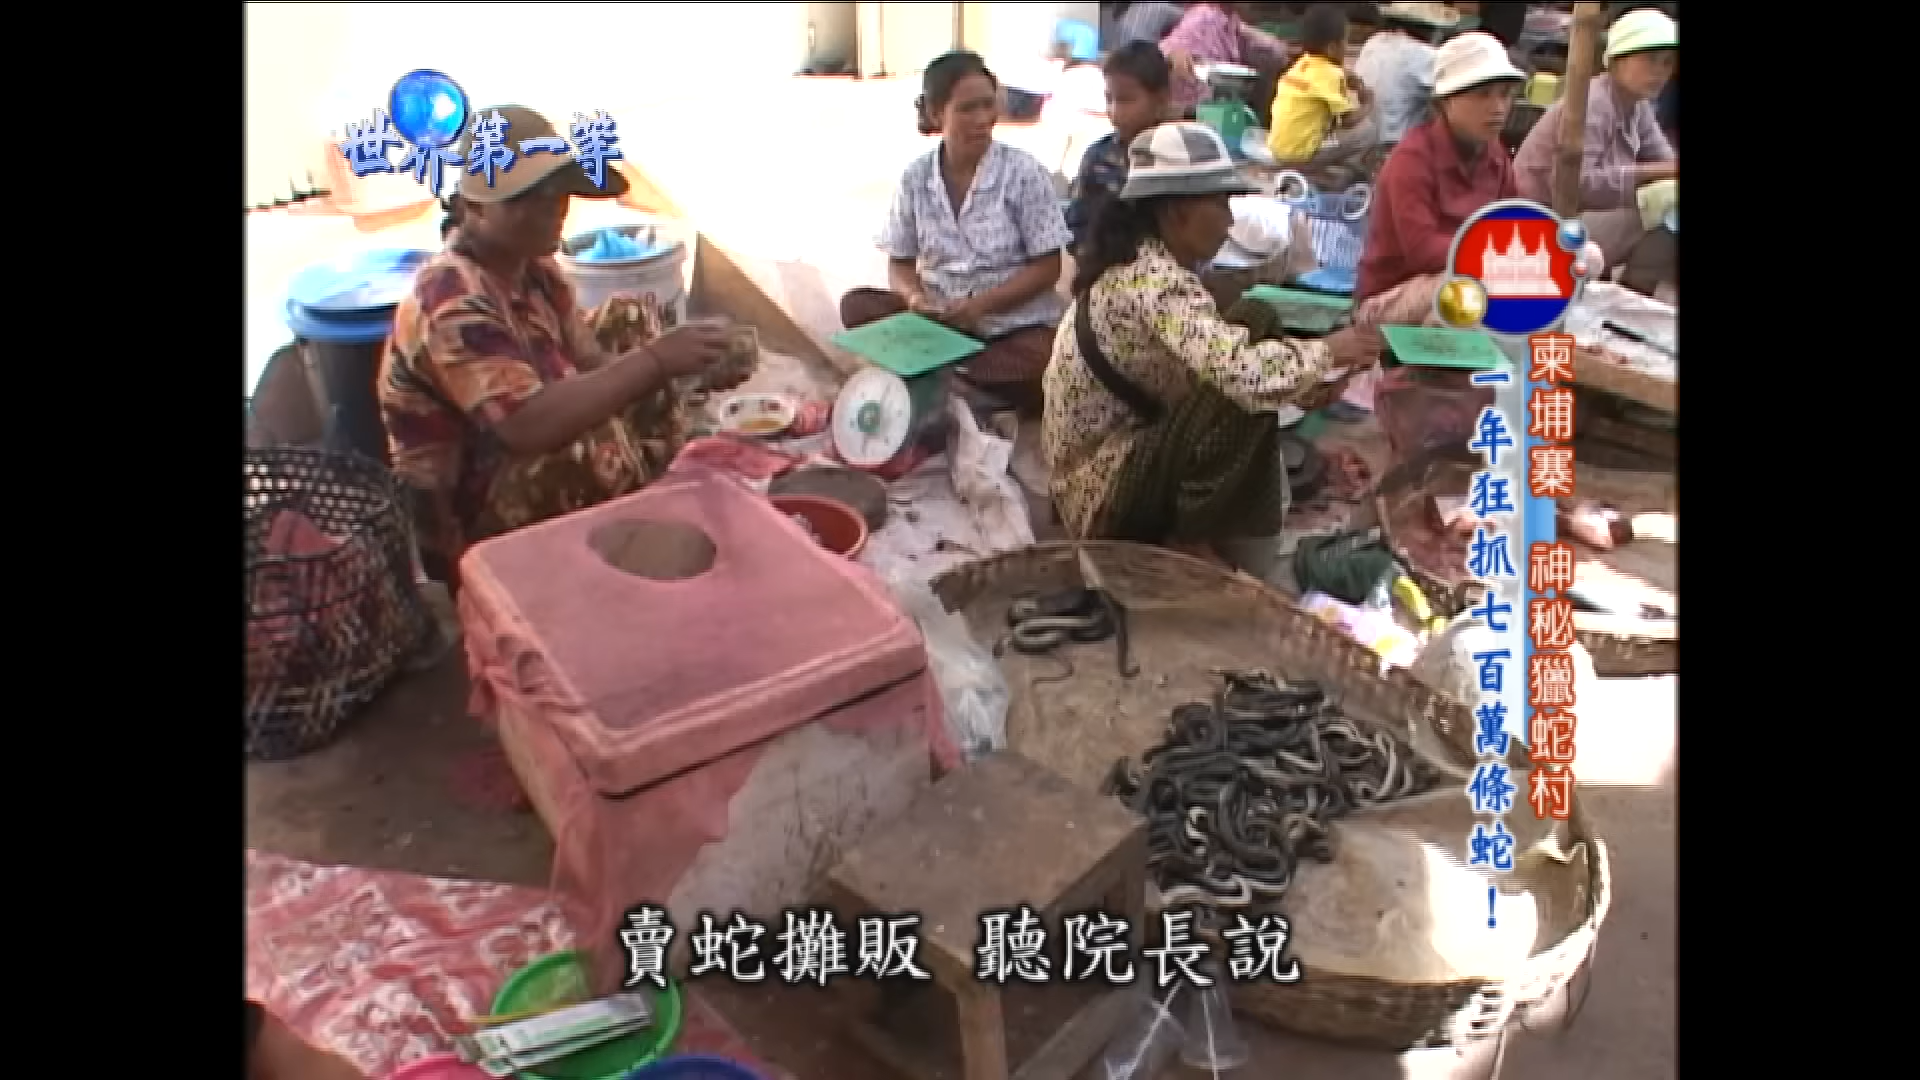 世界第一等
柬埔寨 神秘獵蛇村
一年狂抓七百萬條蛇！
賣蛇攤販 聽院長說